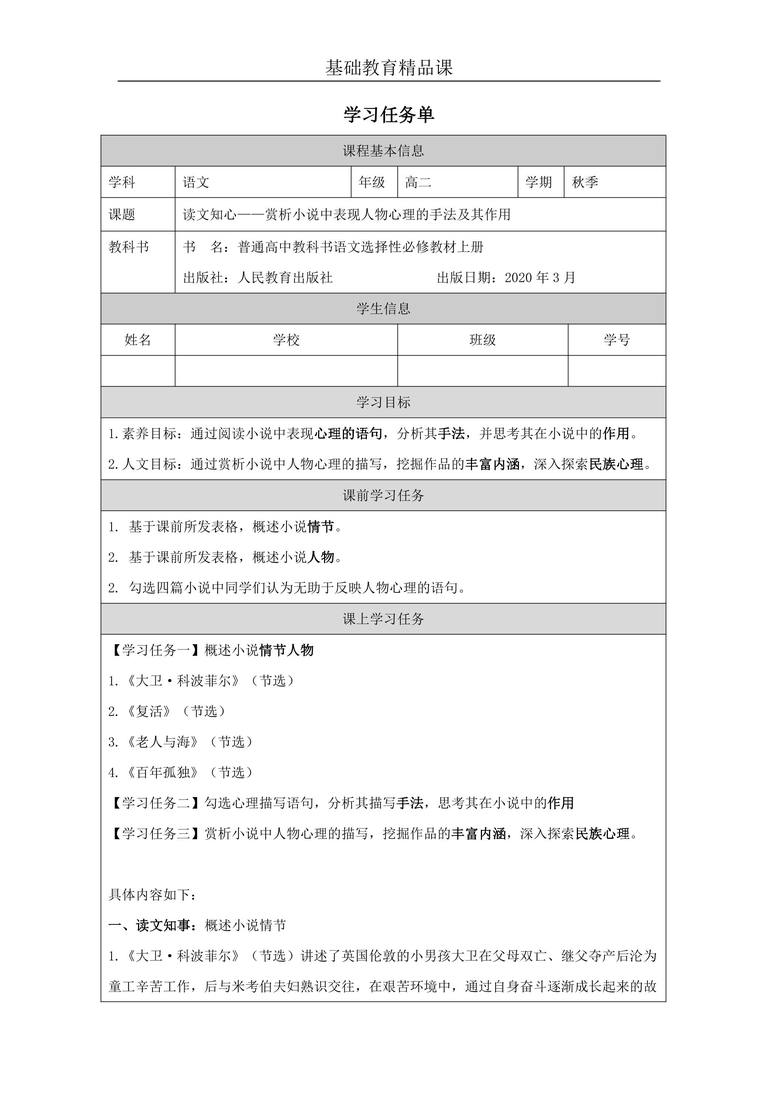 基础教育精品课
学习任务单
课程基本信息
学科 语文 年级 高二 学期 秋季
课题 读文知心——赏析小说中表现人物心理的手法及其作用
教科书 书 名：普通高中教科书语文选择性必修教材上册
出版社：人民教育出版社 出版日期：2020 年 3 月
学生信息
姓名 学校 班级 学号
学习目标
1.素养目标：通过阅读小说中表现心理的语句，分析其手法，并思考其在小说中的作用。
2.人文目标：通过赏析小说中人物心理的描写，挖掘作品的丰富内涵，深入探索民族心理。
课前学习任务
1. 基于课前所发表格，概述小说情节。
2. 基于课前所发表格，概述小说人物。
2. 勾选四篇小说中同学们认为无助于反映人物心理的语句。
课上学习任务
【学习任务一】概述小说情节人物
1.《大卫·科波菲尔》（节选）
2.《复活》（节选）
3.《老人与海》（节选）
4.《百年孤独》（节选）
【学习任务二】勾选心理描写语句，分析其描写手法，思考其在小说中的作用
【学习任务三】赏析小说中人物心理的描写，挖掘作品的丰富内涵，深入探索民族心理。
具体内容如下：
一、读文知事：概述小说情节
1.《大卫·科波菲尔》（节选）讲述了英国伦敦的小男孩大卫在父母双亡、继父夺产后沦为
童工辛苦工作，后与米考伯夫妇熟识交往，在艰苦环境中，通过自身奋斗逐渐成长起来的故